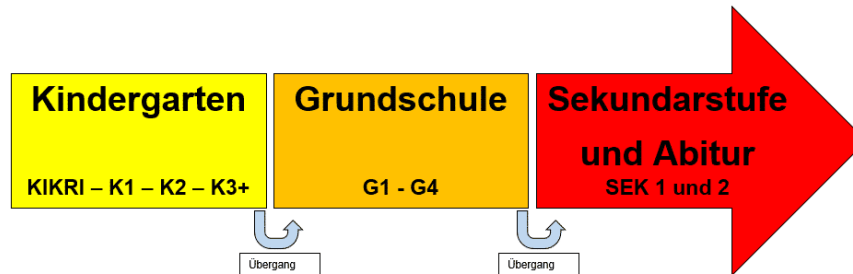 Kindergarten
KIKRI – K1 – K2 – K3+
Grundschule
G1 - G4
Sekundarstufe
und Abitur
SEK 1 und 2
Übergang
Übergang